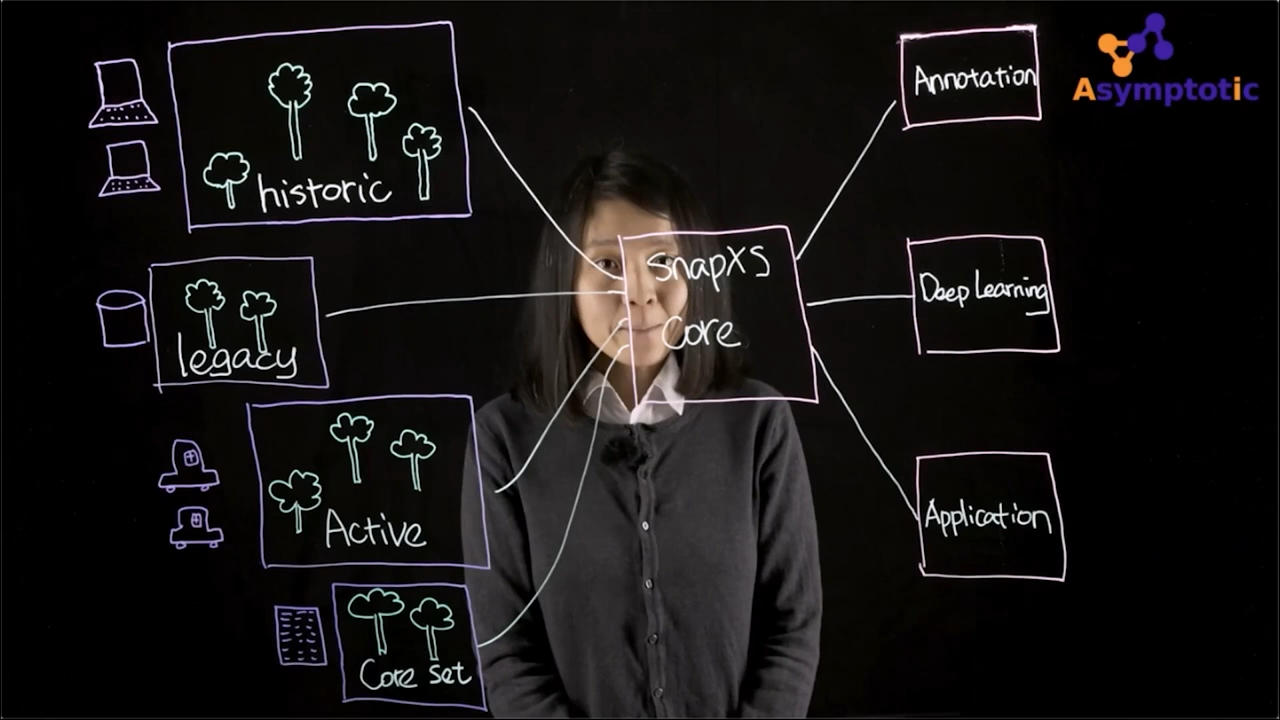 Asymptotic
historic
Annotation
snapXS
Core
legacy
Deep Learning
Active
Application
Core set